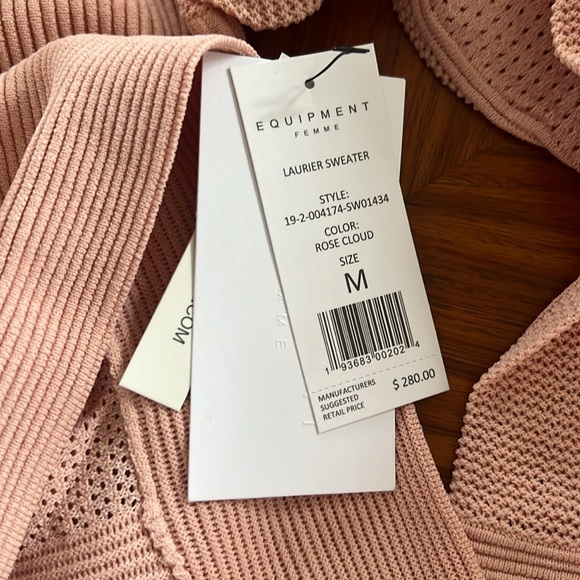 EQUIPMENT
FEMME
LAURIER SWEATER
STYLE:
19-2-004174-SW01434
COLOR:
ROSE CLOUD
SIZE
M
1 93683 00202 4
MANUFACTURERS
SUGGESTED
RETAIL PRICE
$ 280.00
.COM